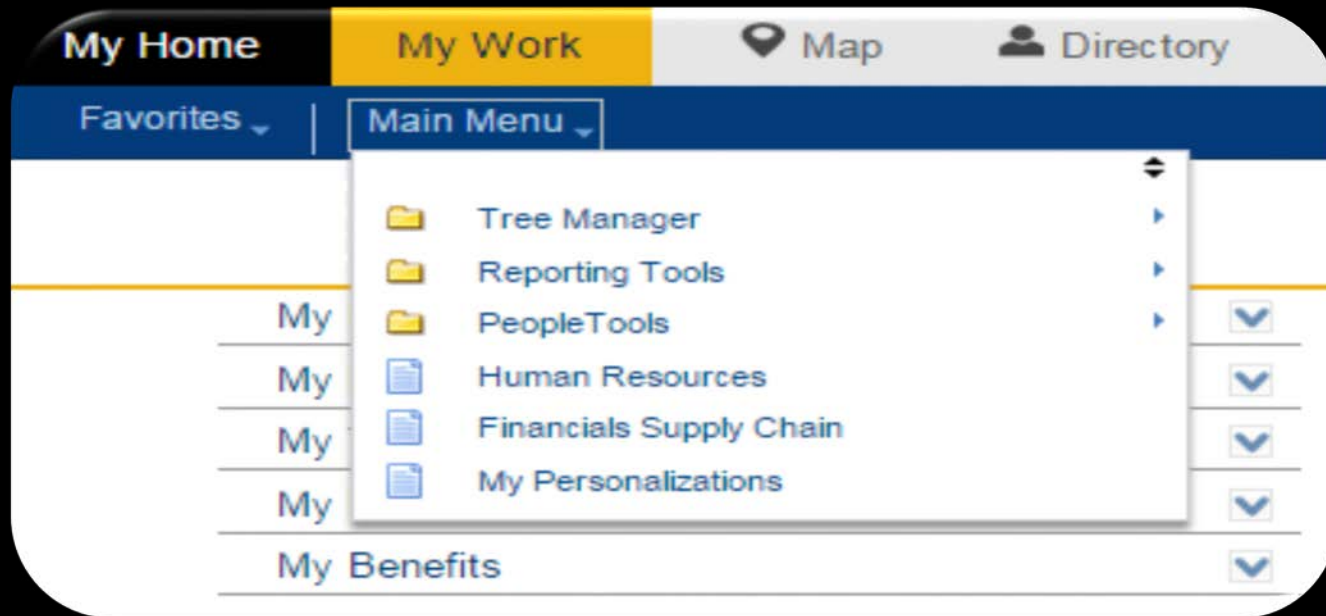 My Home My Work Map Directory
Favorites Main Menu
Tree Manager
Reporting Tools
My
PeopleTools
My
Human Resources
My
Financials Supply Chain
My
My Personalizations
My Benefits